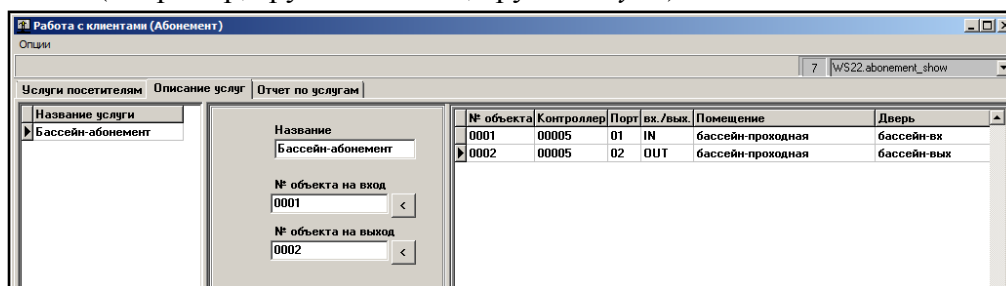 Работа с клиентами (Абонемент)
Опции
7 WS22.abonement_show
Услуги посетителям Описание услуг Отчет по услугам
Название услуги
Бассейн-абонемент
Название
Бассейн-абонемент
№ объекта на вход
0001 <
№ объекта на выход
0002 <
№ объекта Контроллер Порт вх./вых. Помещение Дверь
0001 00005 01 IN бассейн-проходная бассейн-вх
0002 00005 02 OUT бассейн-проходная бассейн-вых